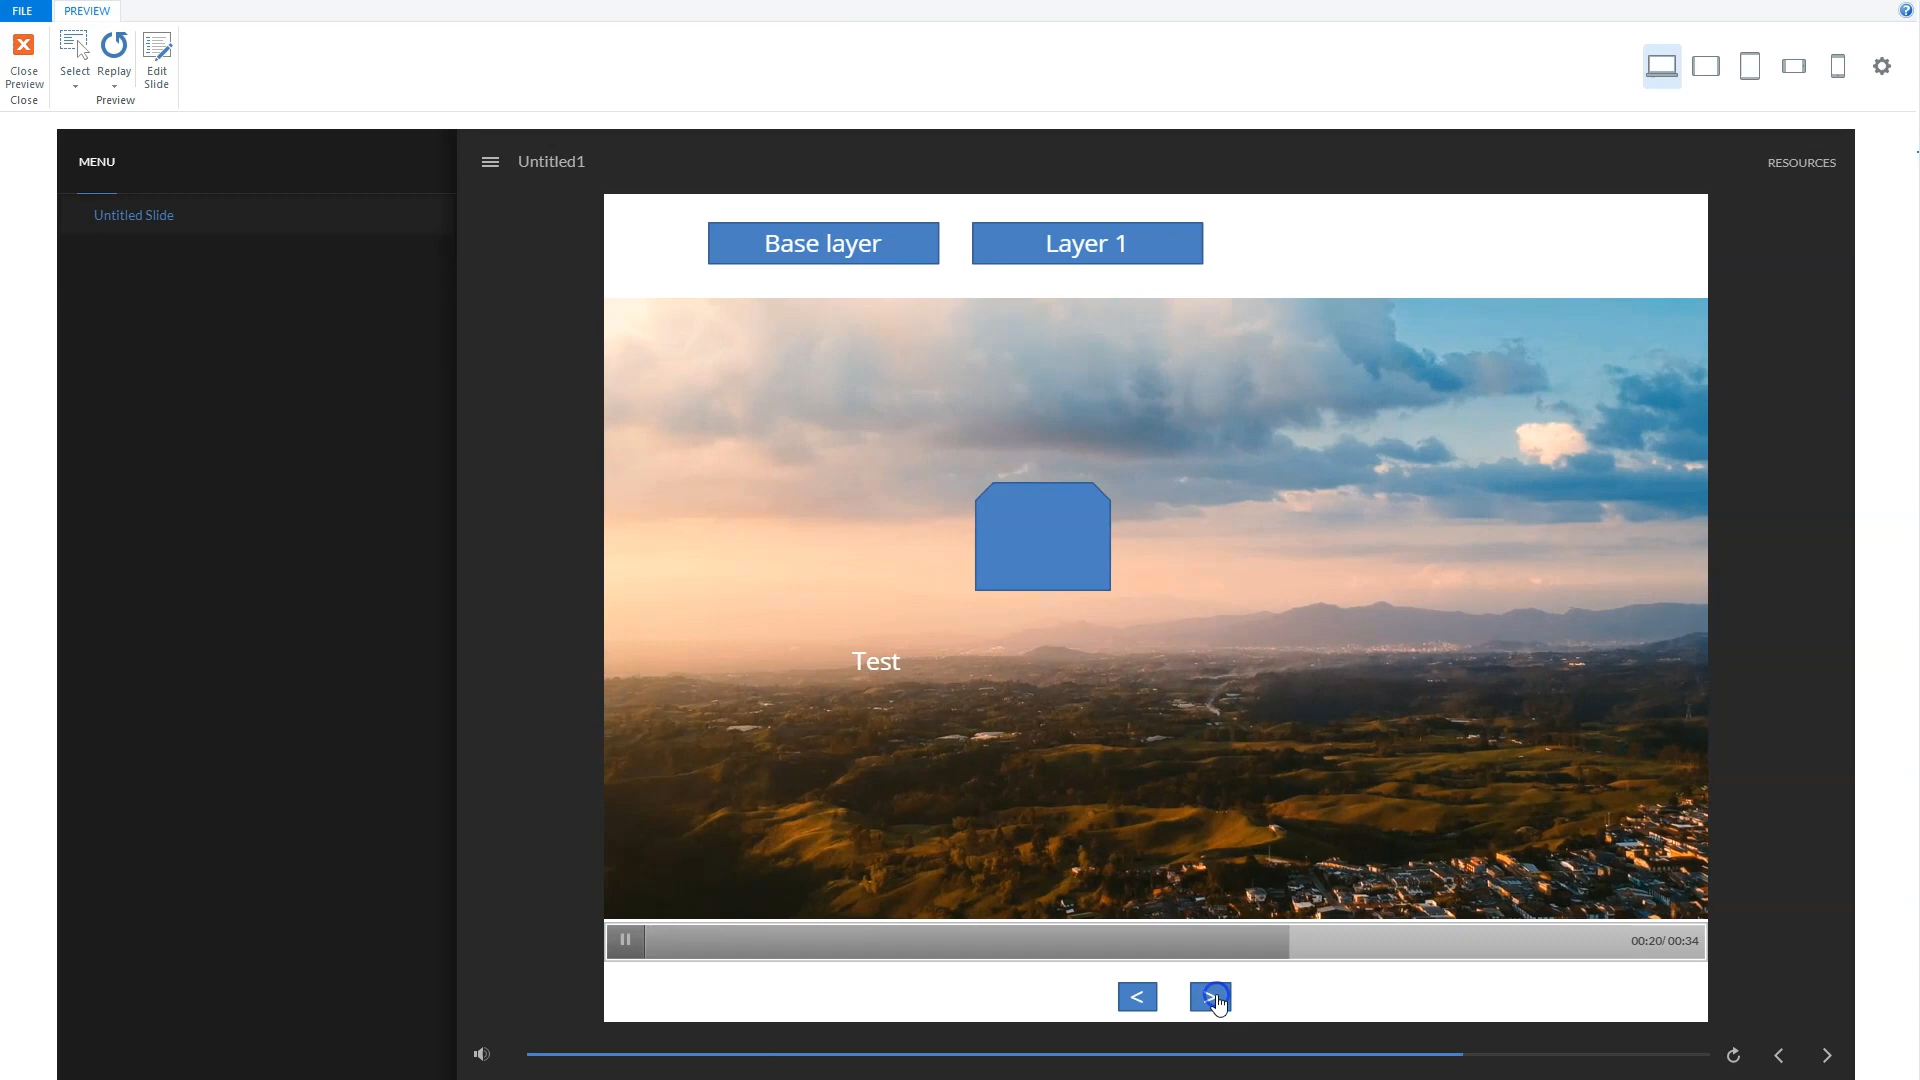 FILE
PREVIEW
Close
Preview
Select
Replay
Edit
Slide
Close
Preview
MENU
Untitled Slide
Untitled1
RESOURCES
Base layer
Layer 1
Test
00:20/ 00:34
<
>